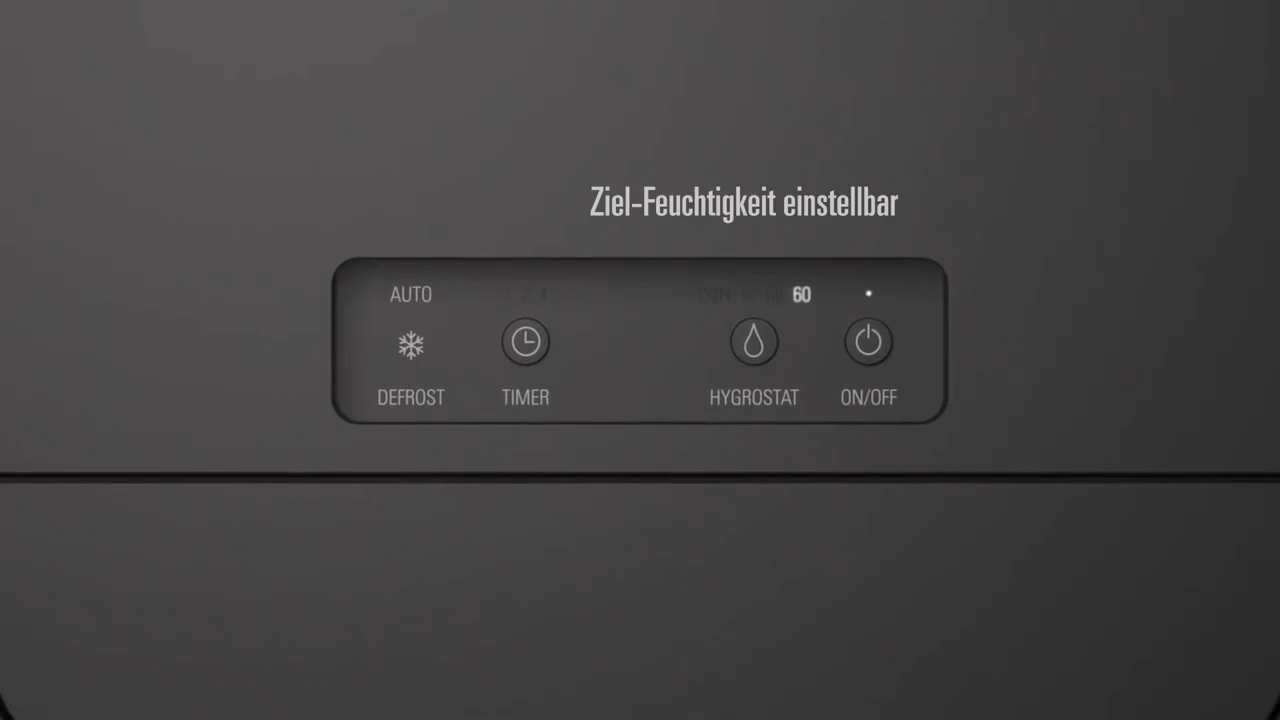 Ziel-Feuchtigkeit einstellbar
AUTO 60
DEFROST TIMER HYGROSTAT ON/OFF